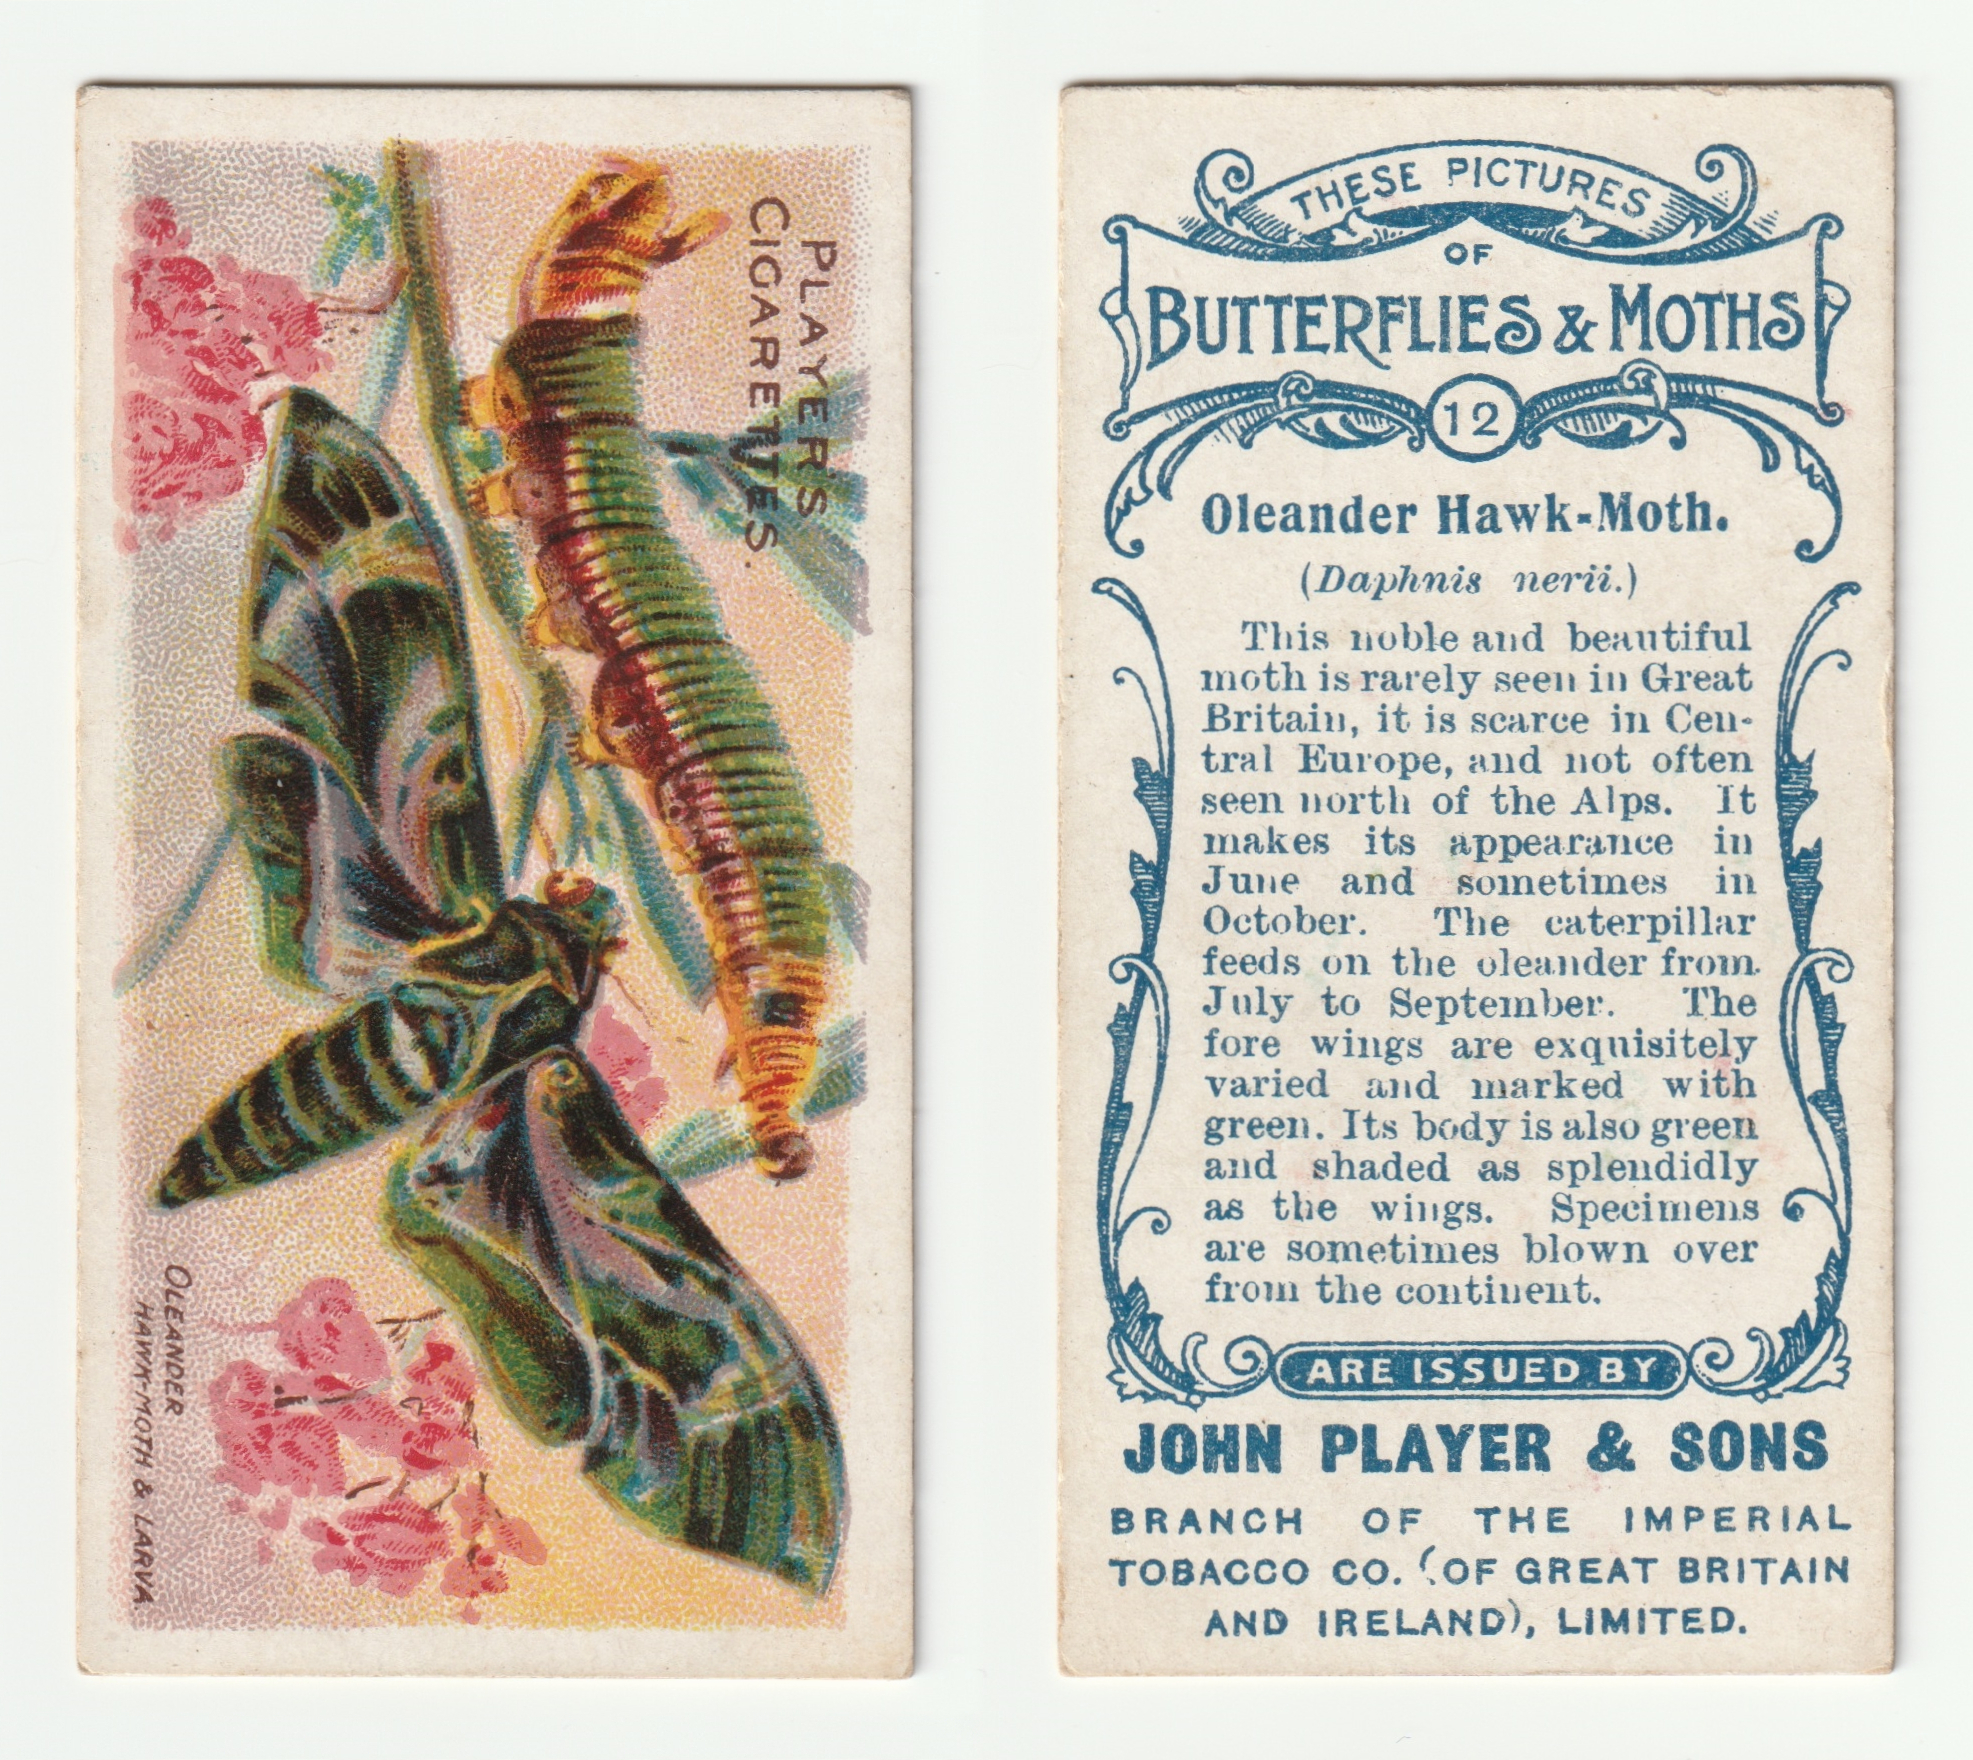 PLAYER'S
CIGARETTES.
OLEANDER
HAWK-MOTH & LARVA
THESE PICTURES
OF
BUTTERFLIES & MOTHS
12
Oleander Hawk-Moth.
(Daphnis nerii.)
This noble and beautiful
moth is rarely seen in Great
Britain, it is scarce in Cen-
tral Europe, and not often
seen north of the Alps. It
makes its appearance in
June and sometimes in
October. The caterpillar
feeds on the oleander from
July to September. The
fore wings are exquisitely
varied and marked with
green. Its body is also green
and shaded as splendidly
as the wings. Specimens
are sometimes blown over
from the continent.
ARE ISSUED BY
JOHN PLAYER & SONS
BRANCH OF THE IMPERIAL
TOBACCO CO. (OF GREAT BRITAIN
AND IRELAND), LIMITED.